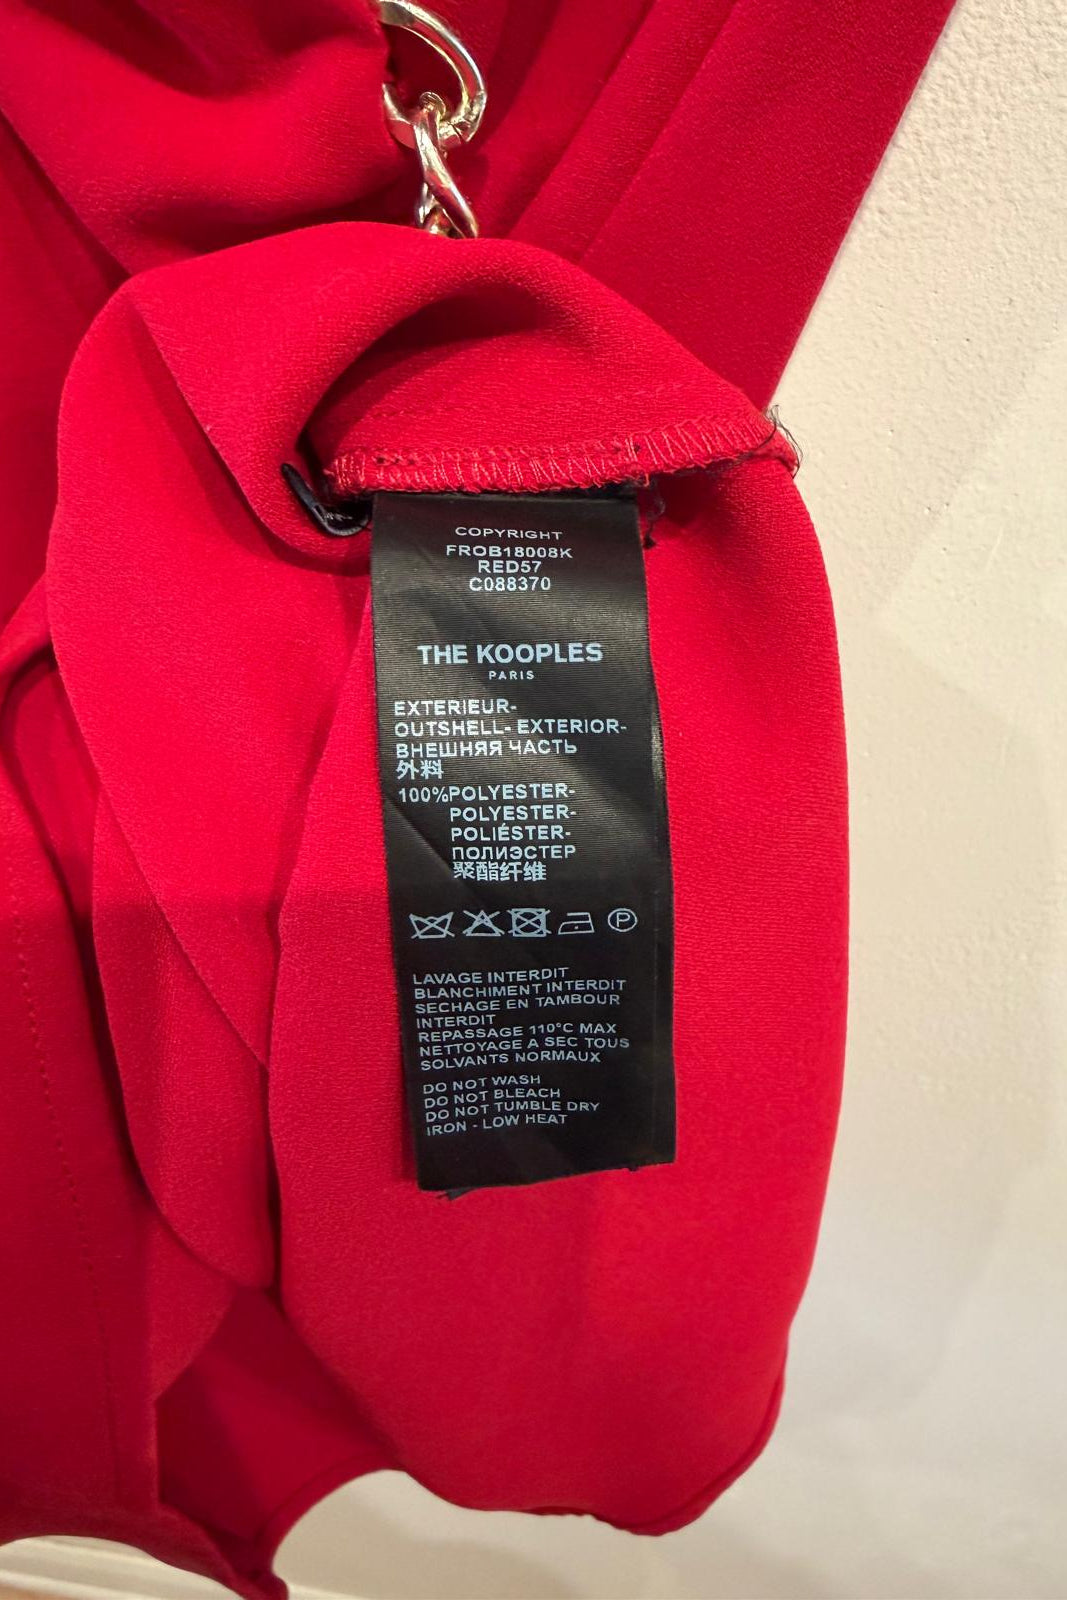 COPYRIGHT
FROB18008K
RED57
C088370
THE KOOPLES
PARIS
EXTERIEUR-
OUTSHELL- EXTERIOR-
ВНЕШНЯЯ ЧАСТЬ
外料
100%POLYESTER-
POLYESTER-
POLIÉSTER-
ПОЛИЭСТЕР
聚酯纤维
P
LAVAGE INTERDIT
BLANCHIMENT INTERDIT
SECHAGE EN TAMBOUR
INTERDIT
REPASSAGE 110°C MAX
NETTOYAGE A SEC TOUS
SOLVANTS NORMAUX
DO NOT WASH
DO NOT BLEACH
DO NOT TUMBLE DRY
IRON - LOW HEAT